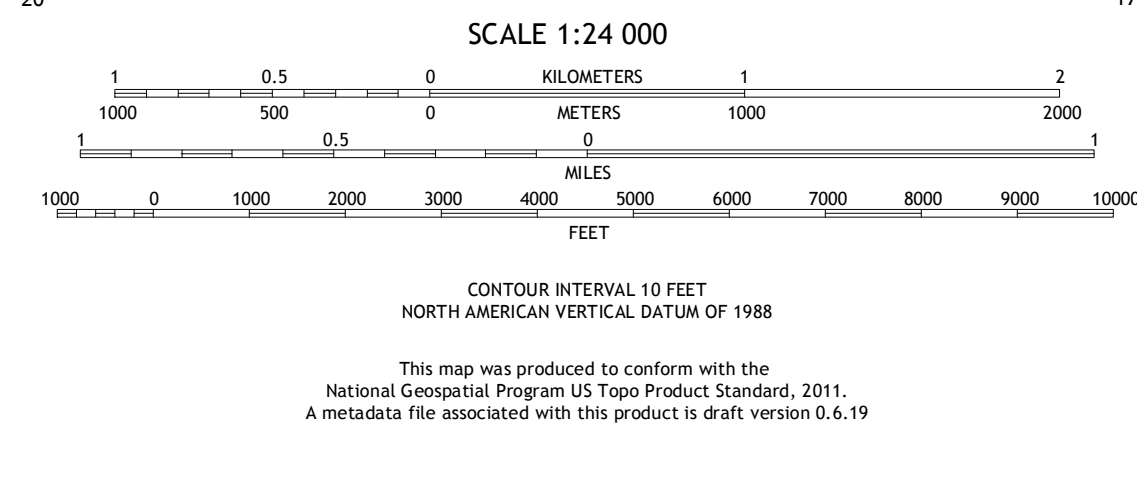 SCALE 1:24 000
1 0.5 0 KILOMETERS 1 2
1000 500 0 METERS 1000 2000
1 0.5 0 1
MILES
1000 0 1000 2000 3000 4000 5000 6000 7000 8000 9000 10000
FEET
CONTOUR INTERVAL 10 FEET
NORTH AMERICAN VERTICAL DATUM OF 1988
This map was produced to conform with the
National Geospatial Program US Topo Product Standard, 2011.
A metadata file associated with this product is draft version 0.6.19